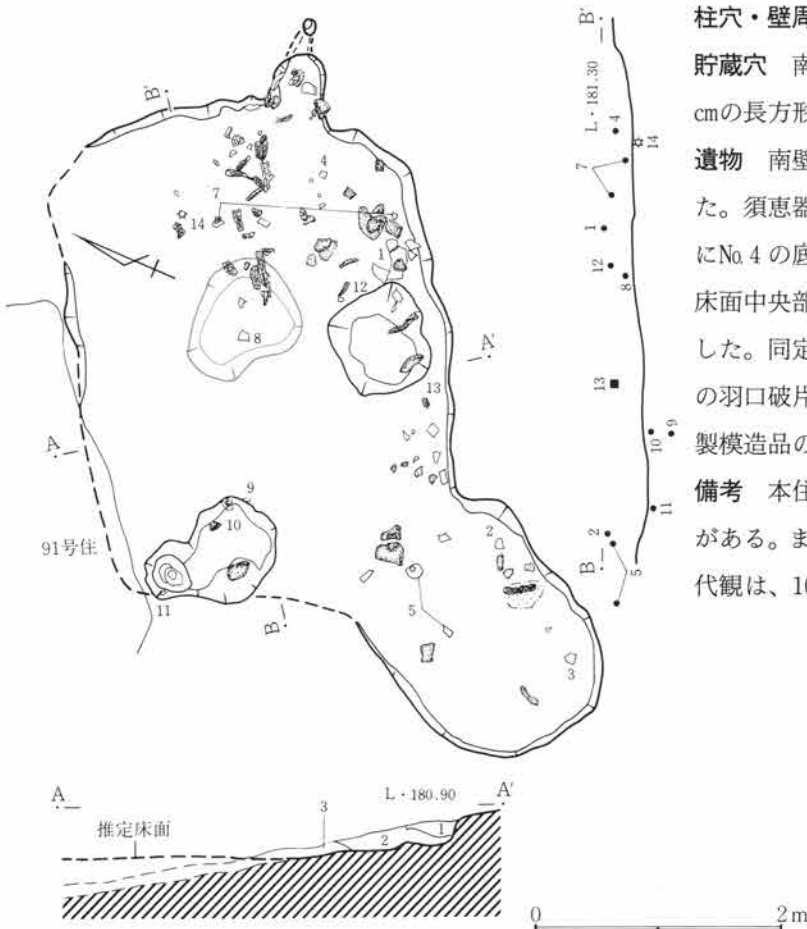 柱穴・壁周
貯蔵穴　南
cmの長方形
遺物　南壁
た。須恵器
にNo.4の底
床面中央部
した。同定
の羽口破片
製模造品の
備考　本住
がある。ま
代観は、10
B'
4
7
14
1
12
8
A'
13
A
9
10
91号住
11
B
2
5
3
B'
L・181.30
4
14
7
1
12
8
13
9
10
11
2
B
5
A
L・180.90
A'
3
推定床面
1
2
0
2m